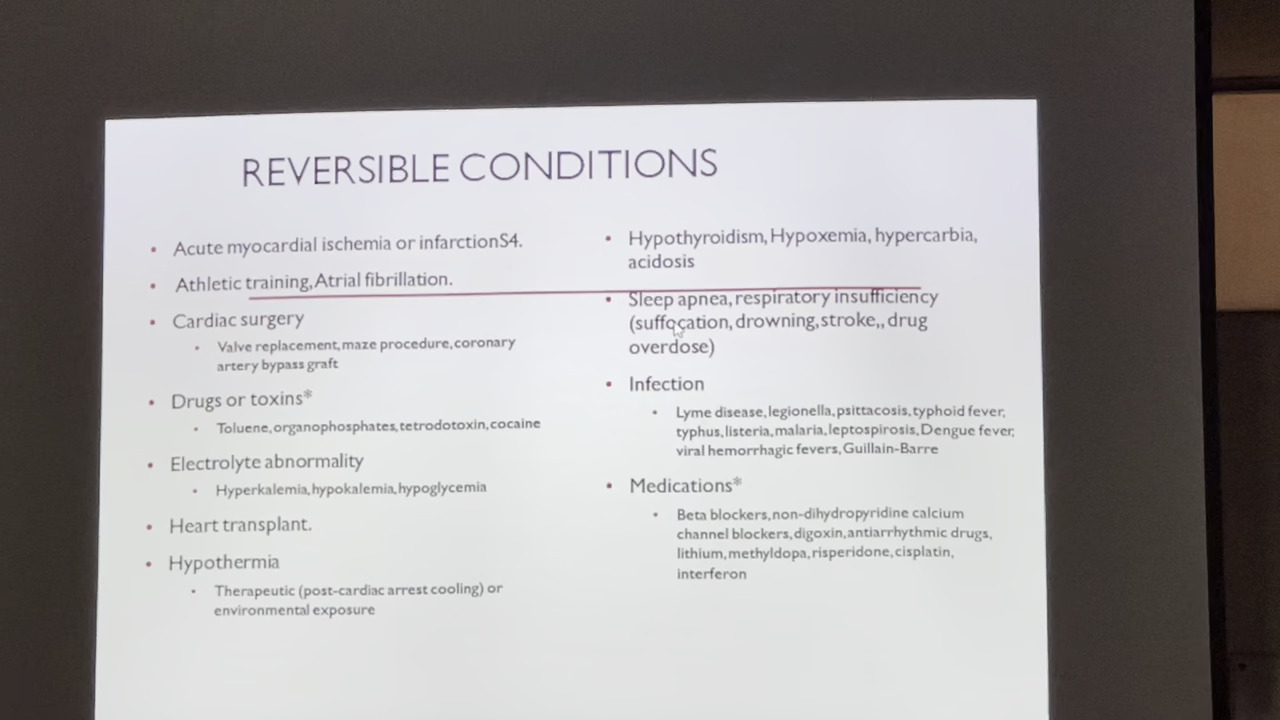 REVERSIBLE CONDITIONS
• Acute myocardial ischemia or infarctionS4.
• Athletic training, Atrial fibrillation.
• Cardiac surgery
• Valve replacement, maze procedure, coronary
artery bypass graft
• Drugs or toxins*
• Toluene, organophosphates, tetrodotoxin, cocaine
• Electrolyte abnormality
• Hyperkalemia, hypokalemia, hypoglycemia
• Heart transplant.
• Hypothermia
• Therapeutic (post-cardiac arrest cooling) or
environmental exposure
• Hypothyroidism, Hypoxemia, hypercarbia,
acidosis
• Sleep apnea, respiratory insufficiency
(suffocation, drowning, stroke,, drug
overdose)
• Infection
• Lyme disease, legionella, psittacosis, typhoid fever,
typhus, listeria, malaria, leptospirosis, Dengue fever,
viral hemorrhagic fevers, Guillain-Barre
• Medications*
• Beta blockers, non-dihydropyridine calcium
channel blockers, digoxin, antiarrhythmic drugs,
lithium, methyldopa, risperidone, cisplatin,
interferon